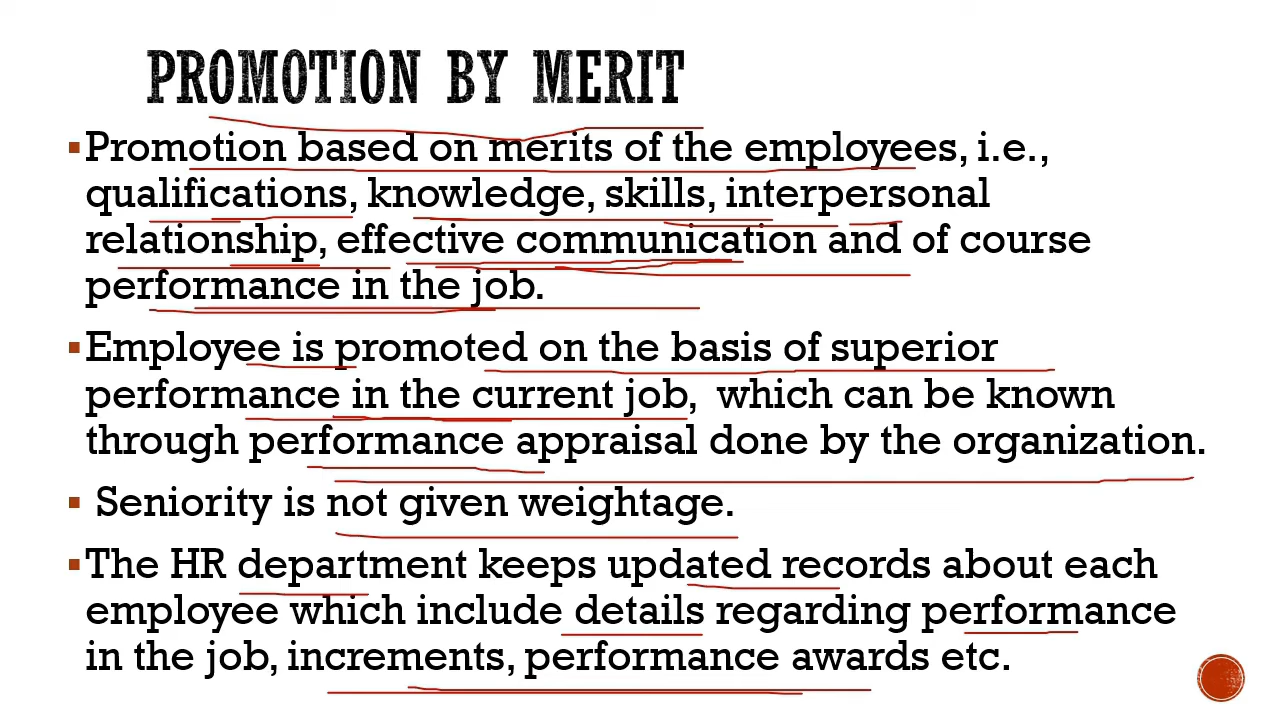 PROMOTION BY MERIT
▪Promotion based on merits of the employees, i.e.,
qualifications, knowledge, skills, interpersonal
relationship, effective communication and of course
performance in the job.
▪Employee is promoted on the basis of superior
performance in the current job,  which can be known
through performance appraisal done by the organization.
▪ Seniority is not given weightage.
▪The HR department keeps updated records about each
employee which include details regarding performance
in the job, increments, performance awards etc.